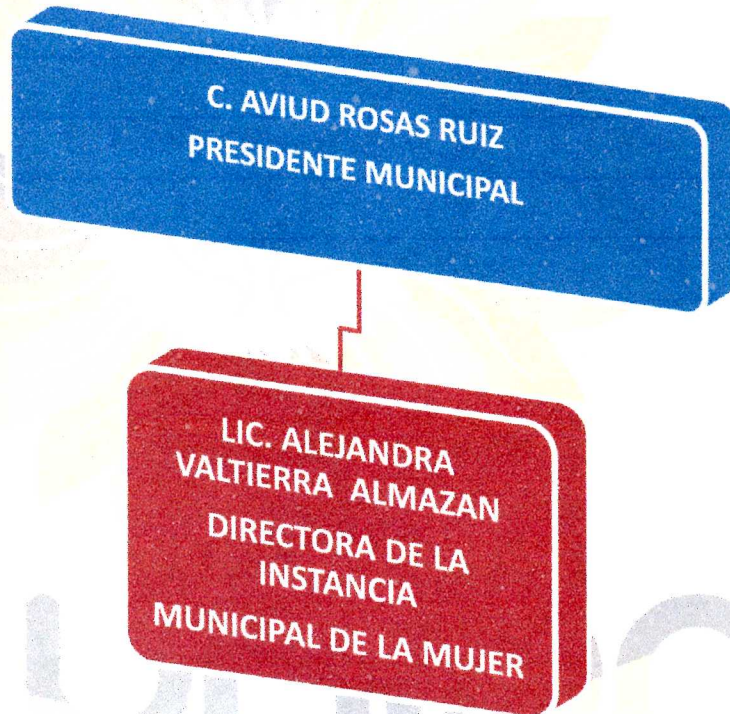 C. AVIUD ROSAS RUIZ
PRESIDENTE MUNICIPAL
LIC. ALEJANDRA
VALTIERRA ALMAZAN
DIRECTORA DE LA
INSTANCIA
MUNICIPAL DE LA MUJER